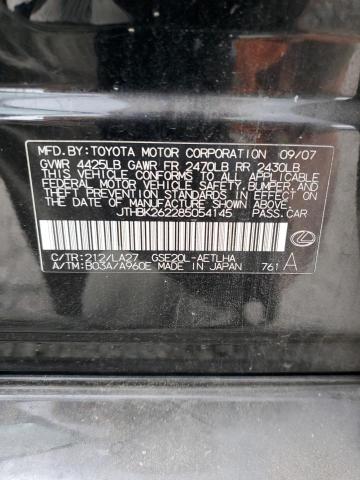 MFD.BY:TOYOTA MOTOR CORPORATION 09/07
GVWR 4425LB GAWR FR 2470LB RR 2430LB
THIS VEHICLE CONFORMS TO ALL APPLICABLE
FEDERAL MOTOR VEHICLE SAFETY,BUMPER,AND
THEFT PREVENTION STANDARDS IN EFFECT ON
THE DATE OF MANUFACTURE SHOWN ABOVE.
JTHBK262285054145 PASS.CAR
C/TR:212/LA27 GSE20L-AETLHA
A/TM:B03A/A960E MADE IN JAPAN 761 A